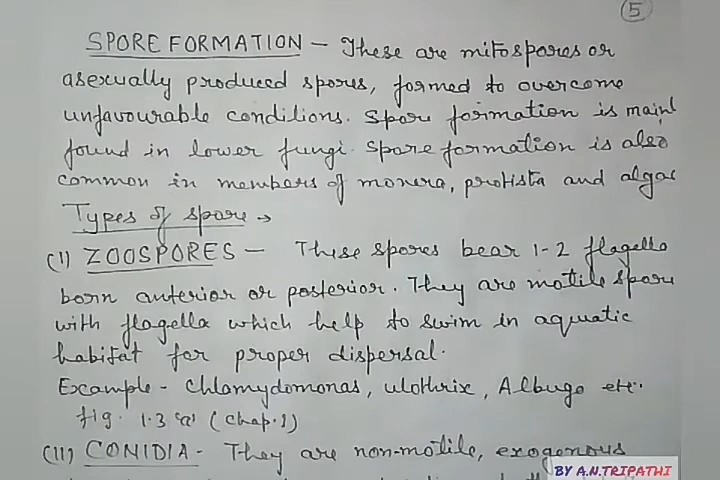 5
SPORE FORMATION - These are mitospores or
asexually produced spores, formed to overcome
unfavourable conditions. Spore formation is mainl
found in lower fungi. Spore formation is also
common in members of monera, protista and algae
Types of spore →
(I) ZOOSPORES - These spores bear 1-2 flagella
born anterior or posterior. They are motile spore
with flagella which help to swim in aquatic
habitat for proper dispersal.
Example - Chlamydomonas, ulothrix, Albugo etc.
fig. 1.3 'a' (Chap.1)
(II) CONIDIA - They are non-motile, exogenous
BY A.N.TRIPATHI